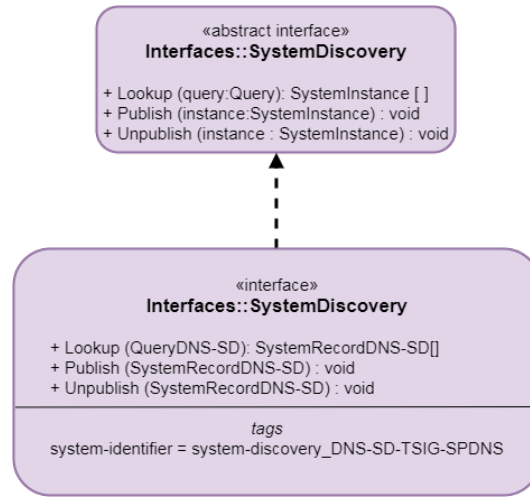 «abstract interface»
Interfaces::SystemDiscovery
+ Lookup (query:Query): SystemInstance [ ]
+ Publish (instance:SystemInstance) : void
+ Unpublish (instance : SystemInstance) : void
«interface»
Interfaces::SystemDiscovery
+ Lookup (QueryDNS-SD): SystemRecordDNS-SD[]
+ Publish (SystemRecordDNS-SD) : void
+ Unpublish (SystemRecordDNS-SD) : void
tags
system-identifier = system-discovery_DNS-SD-TSIG-SPDNS